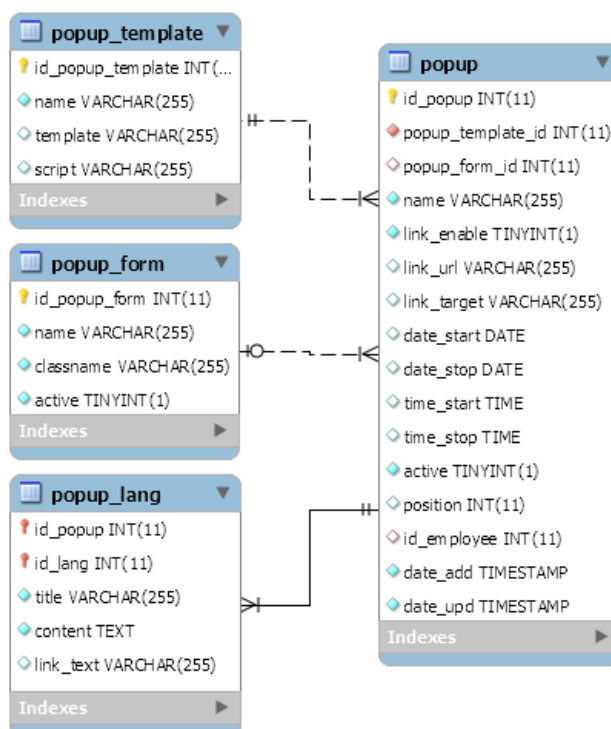 popup_template
id_popup_template INT(...
name VARCHAR(255)
template VARCHAR(255)
script VARCHAR(255)
Indexes
popup_form
id_popup_form INT(11)
name VARCHAR(255)
classname VARCHAR(255)
active TINYINT(1)
Indexes
popup_lang
id_popup INT(11)
id_lang INT(11)
title VARCHAR(255)
content TEXT
link_text VARCHAR(255)
Indexes
popup
id_popup INT(11)
popup_template_id INT(11)
popup_form_id INT(11)
name VARCHAR(255)
link_enable TINYINT(1)
link_url VARCHAR(255)
link_target VARCHAR(255)
date_start DATE
date_stop DATE
time_start TIME
time_stop TIME
active TINYINT(1)
position INT(11)
id_employee INT(11)
date_add TIMESTAMP
date_upd TIMESTAMP
Indexes